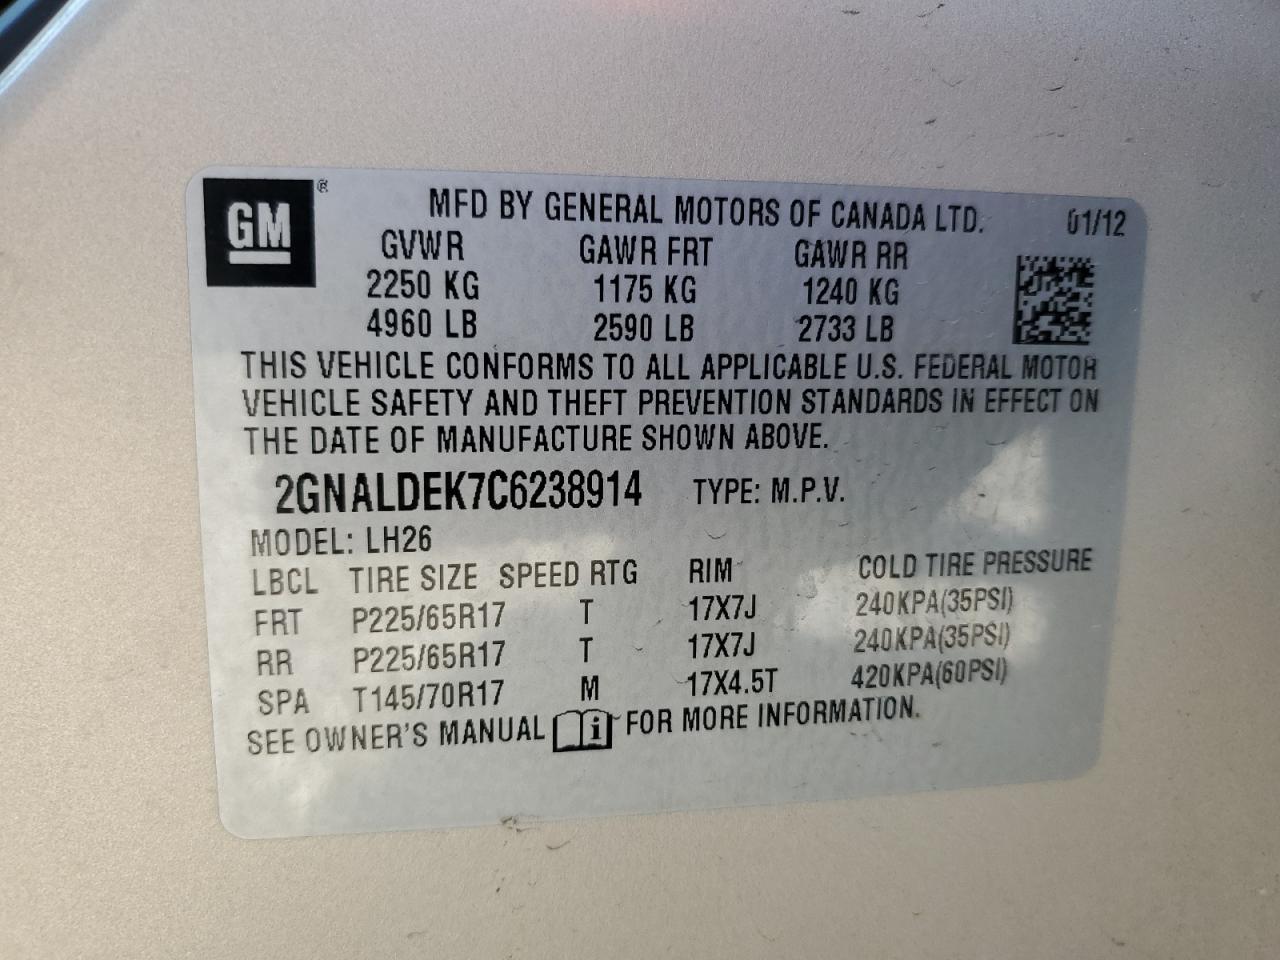 GM ®
MFD BY GENERAL MOTORS OF CANADA LTD. 01/12
GVWR GAWR FRT GAWR RR
2250 KG 1175 KG 1240 KG
4960 LB 2590 LB 2733 LB
THIS VEHICLE CONFORMS TO ALL APPLICABLE U.S. FEDERAL MOTOR
VEHICLE SAFETY AND THEFT PREVENTION STANDARDS IN EFFECT ON
THE DATE OF MANUFACTURE SHOWN ABOVE.
2GNALDEK7C6238914 TYPE: M.P.V.
MODEL: LH26
LBCL TIRE SIZE SPEED RTG RIM COLD TIRE PRESSURE
FRT P225/65R17 T 17X7J 240KPA(35PSI)
RR P225/65R17 T 17X7J 240KPA(35PSI)
SPA T145/70R17 M 17X4.5T 420KPA(60PSI)
SEE OWNER'S MANUAL i FOR MORE INFORMATION.